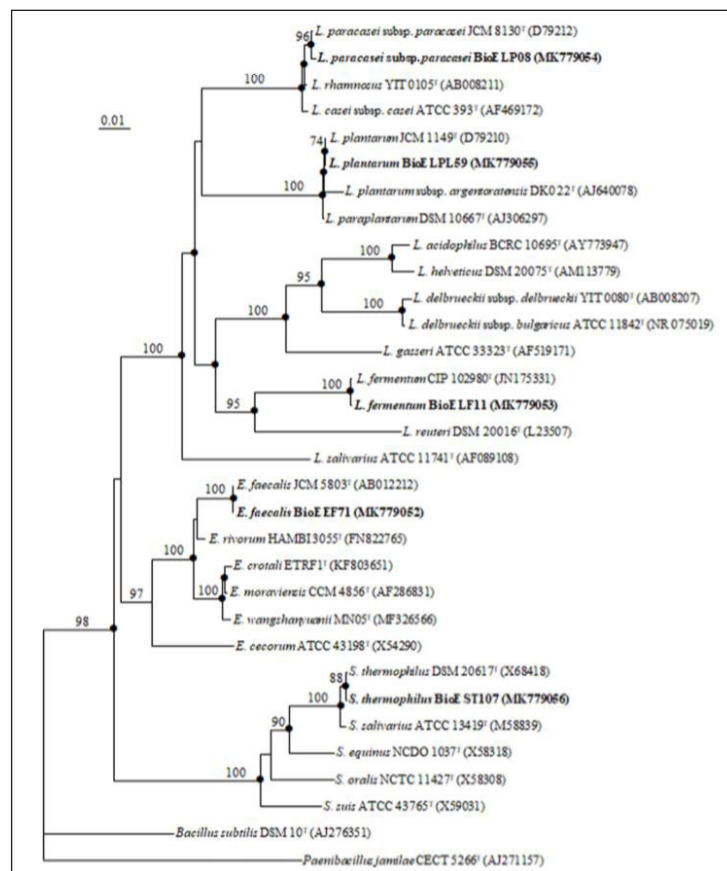 L. paracasei subsp. paracasei JCM 8130ᵀ (D79212)
96
L. paracasei subsp. paracasei BioE LP08 (MK779054)
100
L. rhamnosus YIT 0105ᵀ (AB008211)
L. casei subsp. casei ATCC 393ᵀ (AF469172)
0.01
74
L. plantarum JCM 1149ᵀ (D79210)
L. plantarum BioE LPL59 (MK779055)
100
L. plantarum subsp. argentoratensis DK0 22ᵀ (AJ640078)
L. paraplantarum DSM 10667ᵀ (AJ306297)
100
L. acidophilus BCRC 10695ᵀ (AY773947)
95
L. helveticus DSM 20075ᵀ (AM113779)
100
L. delbrueckii subsp. delbrueckii YIT 0080ᵀ (AB008207)
L. delbrueckii subsp. bulgaricus ATCC 11842ᵀ (NR 075019)
100
L. gasseri ATCC 33323ᵀ (AF519171)
100
L. fermentum CIP 102980ᵀ (JN175331)
L. fermentum BioE LF11 (MK779053)
95
L. reuteri DSM 20016ᵀ (L23507)
100
L. salivarius ATCC 11741ᵀ (AF089108)
100
E. faecalis JCM 5803ᵀ (AB012212)
E. faecalis BioE EF71 (MK779052)
E. rivorum HAMBI 3055ᵀ (FN822765)
100
E. crotali ETRF1ᵀ (KF803651)
100
E. moraviensis CCM 4856ᵀ (AF286831)
97
E. wangshanyuanii MN05ᵀ (MF326566)
98
E. cecorum ATCC 43198ᵀ (X54290)
S. thermophilus DSM 20617ᵀ (X68418)
88
S. thermophilus BioE ST107 (MK779056)
100
S. salivarius ATCC 13419ᵀ (M58839)
90
S. equinus NCDO 1037ᵀ (X58318)
100
S. oralis NCTC 11427ᵀ (X58308)
S. suis ATCC 43765ᵀ (X59031)
Bacillus subtilis DSM 10ᵀ (AJ276351)
Paenibacillus jamilae CECT 5266ᵀ (AJ271157)